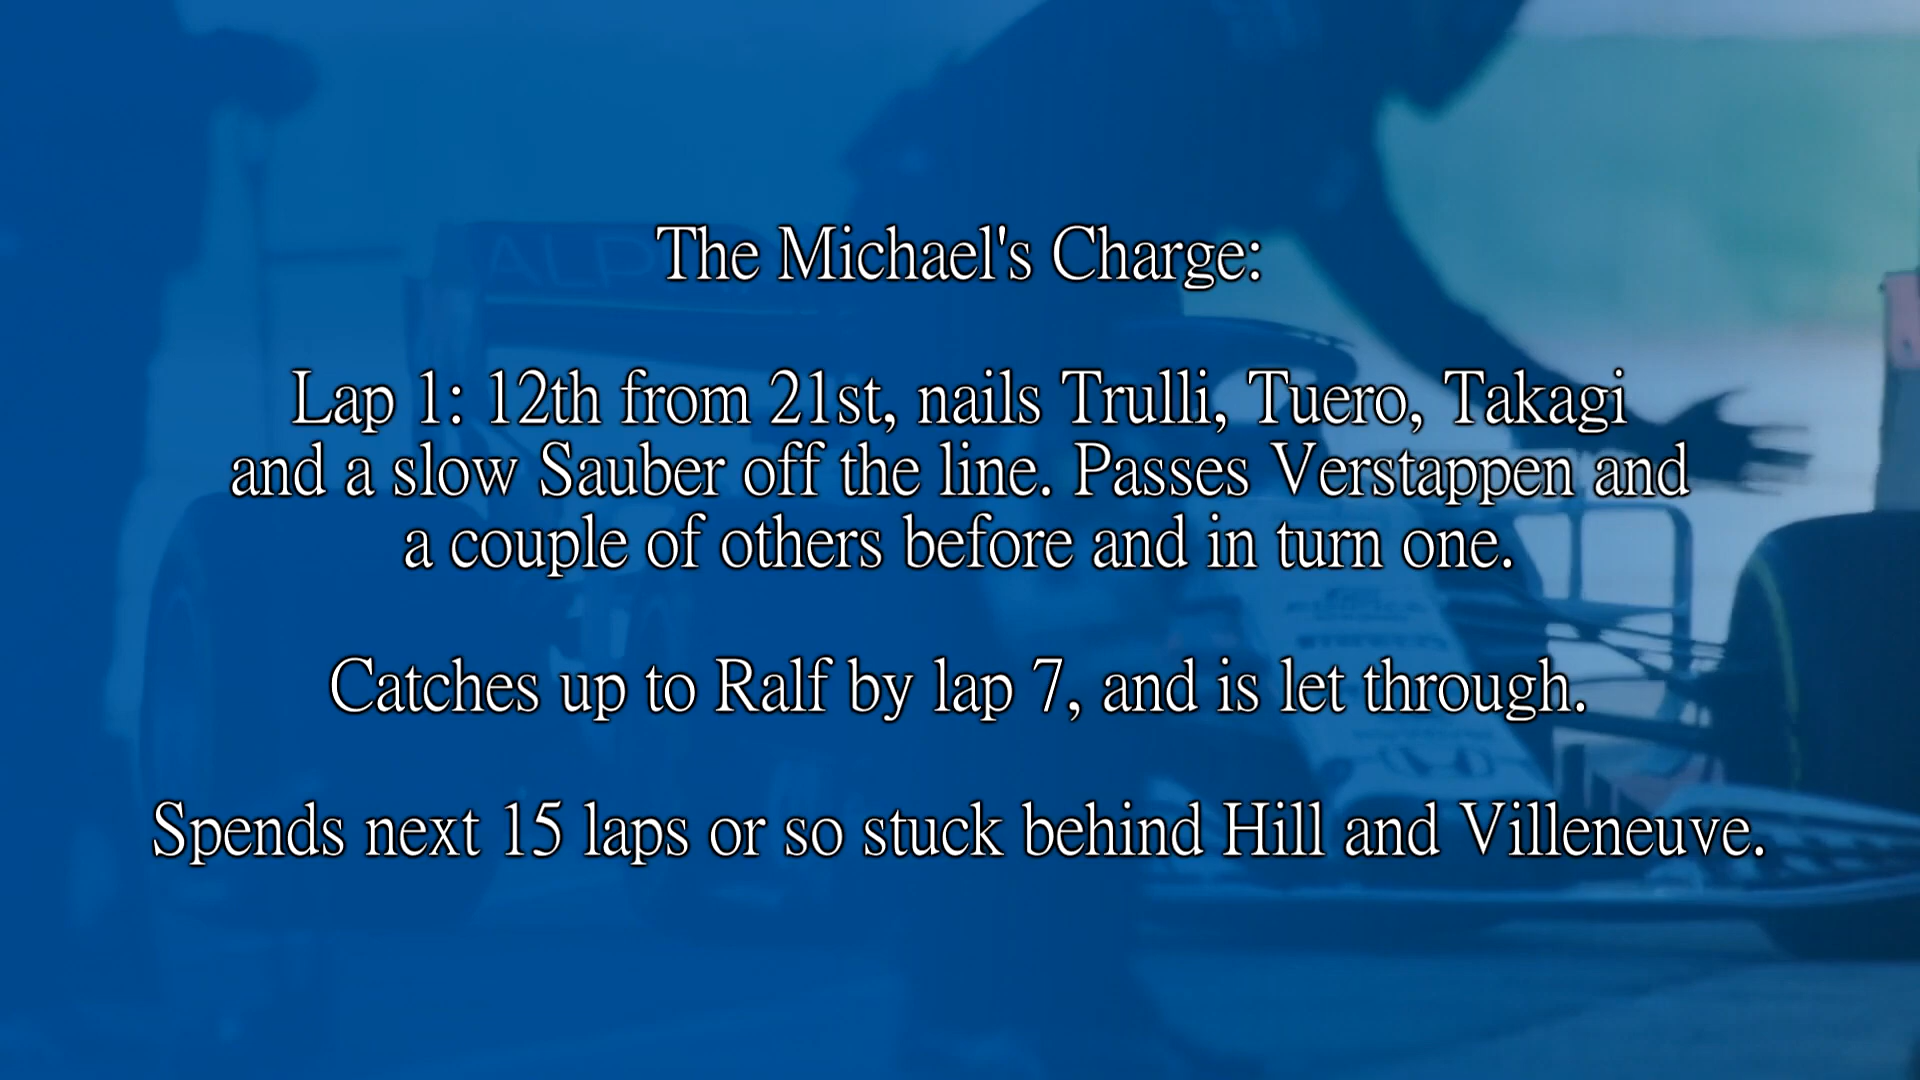 The Michael's Charge:
Lap 1: 12th from 21st, nails Trulli, Tuero, Takagi
and a slow Sauber off the line. Passes Verstappen and
a couple of others before and in turn one.
Catches up to Ralf by lap 7, and is let through.
Spends next 15 laps or so stuck behind Hill and Villeneuve.